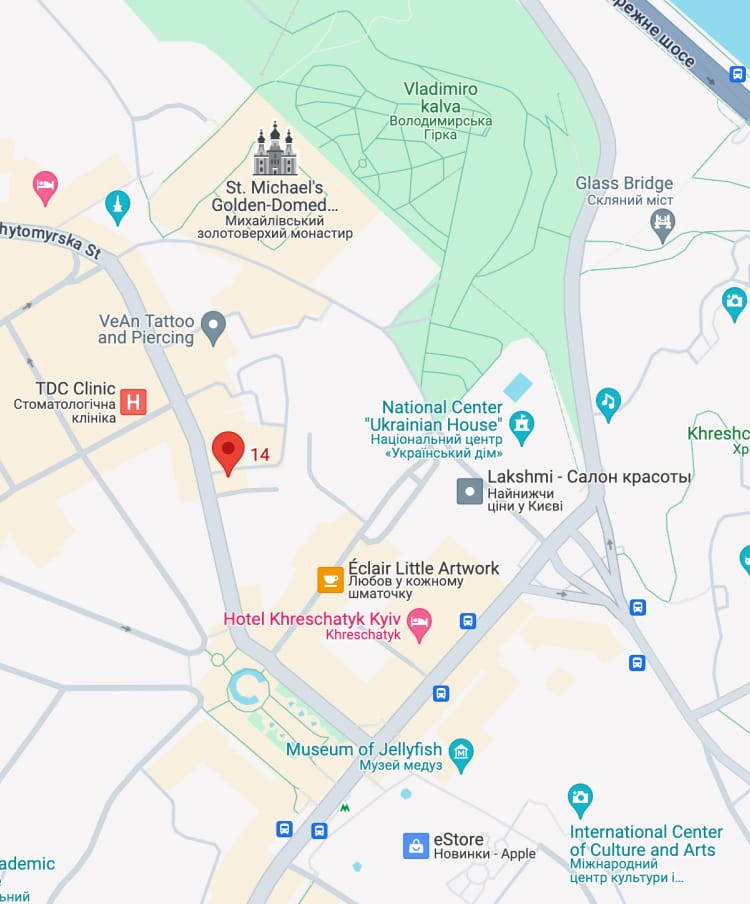 режне шосе
Vladimiro
kalva
Володимирська
Гірка
St. Michael's
Golden-Domed...
Михайлівський
золотоверхий монастир
Glass Bridge
Скляний міст
hytomyrska St
VeAn Tattoo
and Piercing
TDC Clinic
Стоматологічна
клініка
H
National Center
"Ukrainian House"
Національний центр
«Український дім»
14
Khreshc
Хре
Lakshmi - Салон красоты
Найнижчи
ціни у Києві
Éclair Little Artwork
Любов у кожному
шматочку
Hotel Khreschatyk Kyiv
Khreschatyk
Museum of Jellyfish
Музей медуз
eStore
Новинки - Apple
International Center
of Culture and Arts
Міжнародний
центр культури і...
ademic
e
ьний